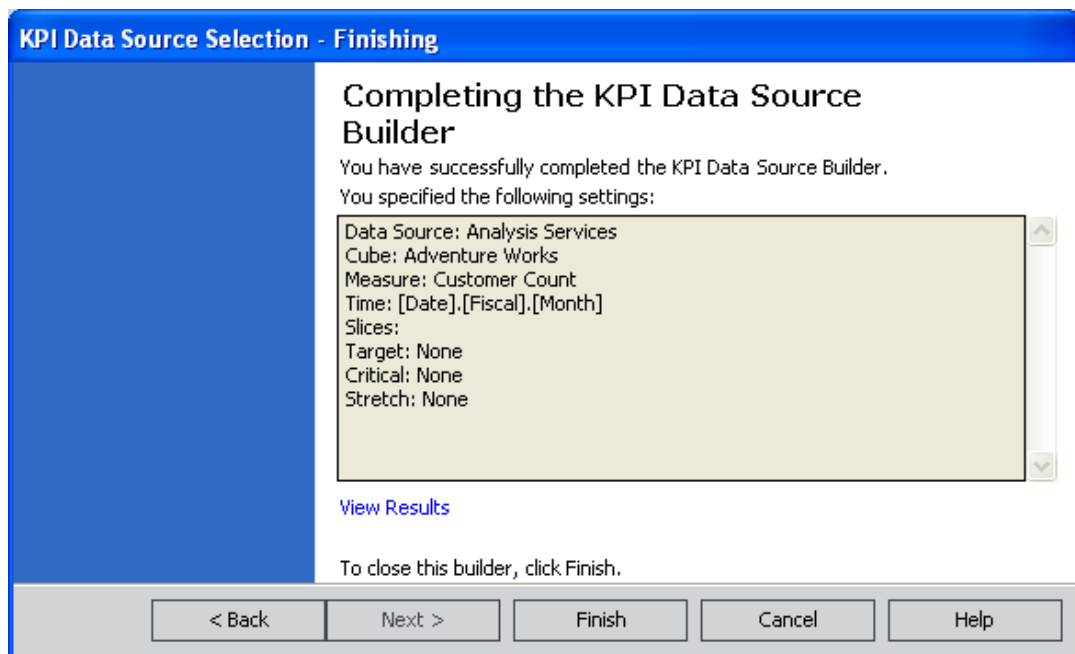 KPI Data Source Selection - Finishing
Completing the KPI Data Source
Builder
You have successfully completed the KPI Data Source Builder.
You specified the following settings:
Data Source: Analysis Services
Cube: Adventure Works
Measure: Customer Count
Time: [Date].[Fiscal].[Month]
Slices:
Target: None
Critical: None
Stretch: None
View Results
To close this builder, click Finish.
< Back Next > Finish Cancel Help